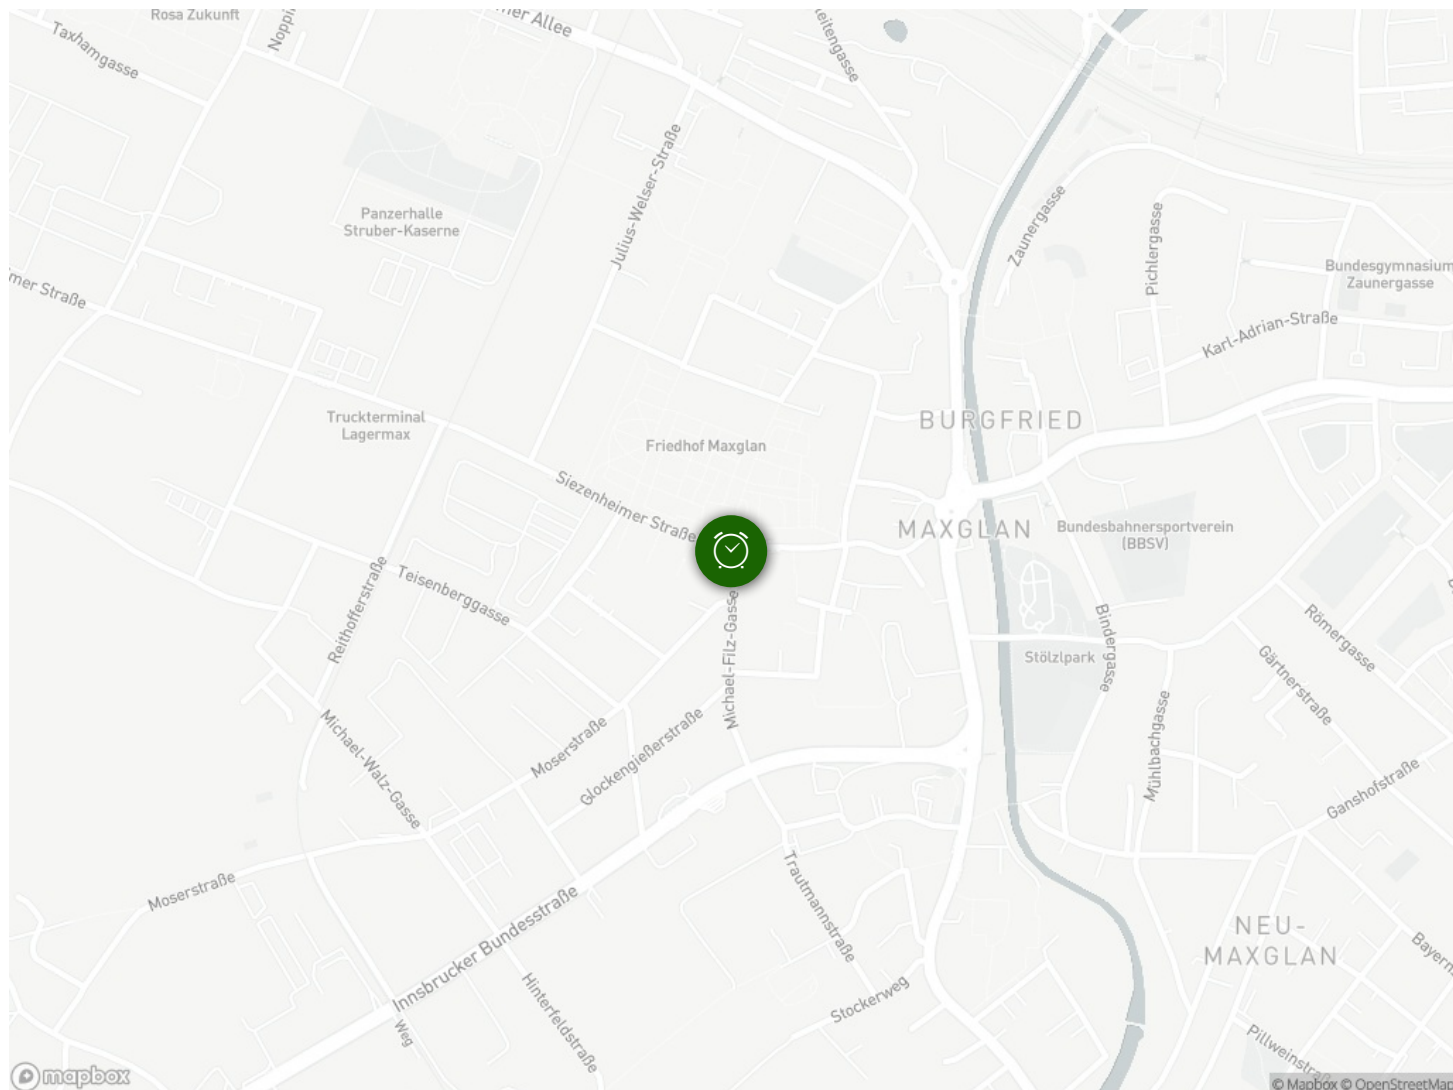 Rosa Zukunft
Taxhamgasse
Julius-Welser-Straße
Panzerhalle
Struber-Kaserne
Zaunergasse
Pichlergasse
Bundesgymnasium
Zaunergasse
Karl-Adrian-Straße
Truckterminal
Lagermax
BURGFRIED
Friedhof Maxglan
Siezenheimer Straße
MAXGLAN
Bundesbahnersportverein
(BBSV)
Teisenberggasse
Reithofferstraße
Michael-Filz-Gasse
Bindergasse
Römergasse
Stölzlpark
Gärtnerstraße
Mühlbachgasse
Michael-Walz-Gasse
Moserstraße
Glockengießerstraße
Ganshofstraße
Moserstraße
Trautmannstraße
Innsbrucker Bundesstraße
NEU-
MAXGLAN
Bayern
Hinterfeldstraße
Stockerweg
Weg
Pillweinstraße
mapbox
© Mapbox © OpenStreetMap